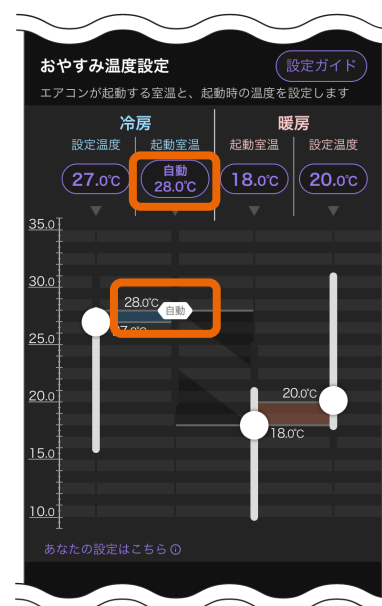 おやすみ温度設定
設定ガイド
エアコンが起動する室温と、起動時の温度を設定します
冷房
暖房
設定温度
起動室温
起動室温
設定温度
27.0℃
自動
28.0℃
18.0℃
20.0℃
35.0
30.0
28.0℃
自動
25.0
20.0
20.0℃
18.0℃
15.0
10.0
あなたの設定はこちら